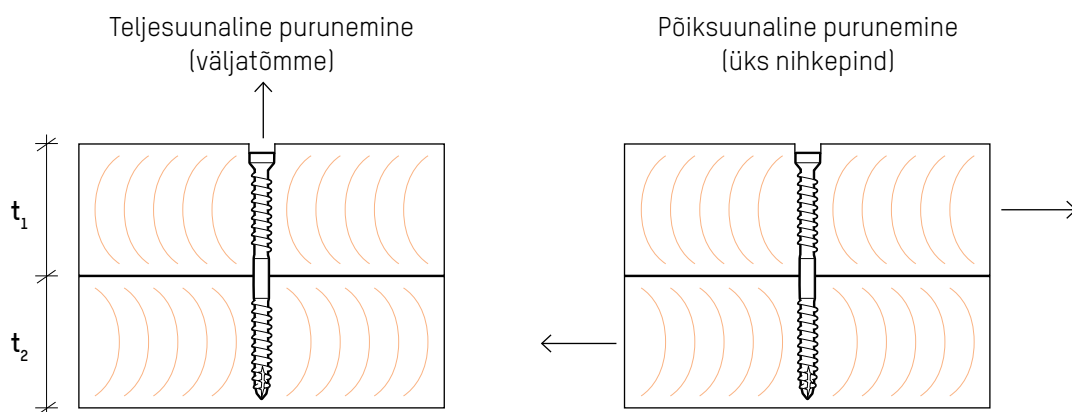 Teljesuunaline purunemine
(väljatõmme)
Põiksuunaline purunemine
(üks nihkepind)
t₁
t₂